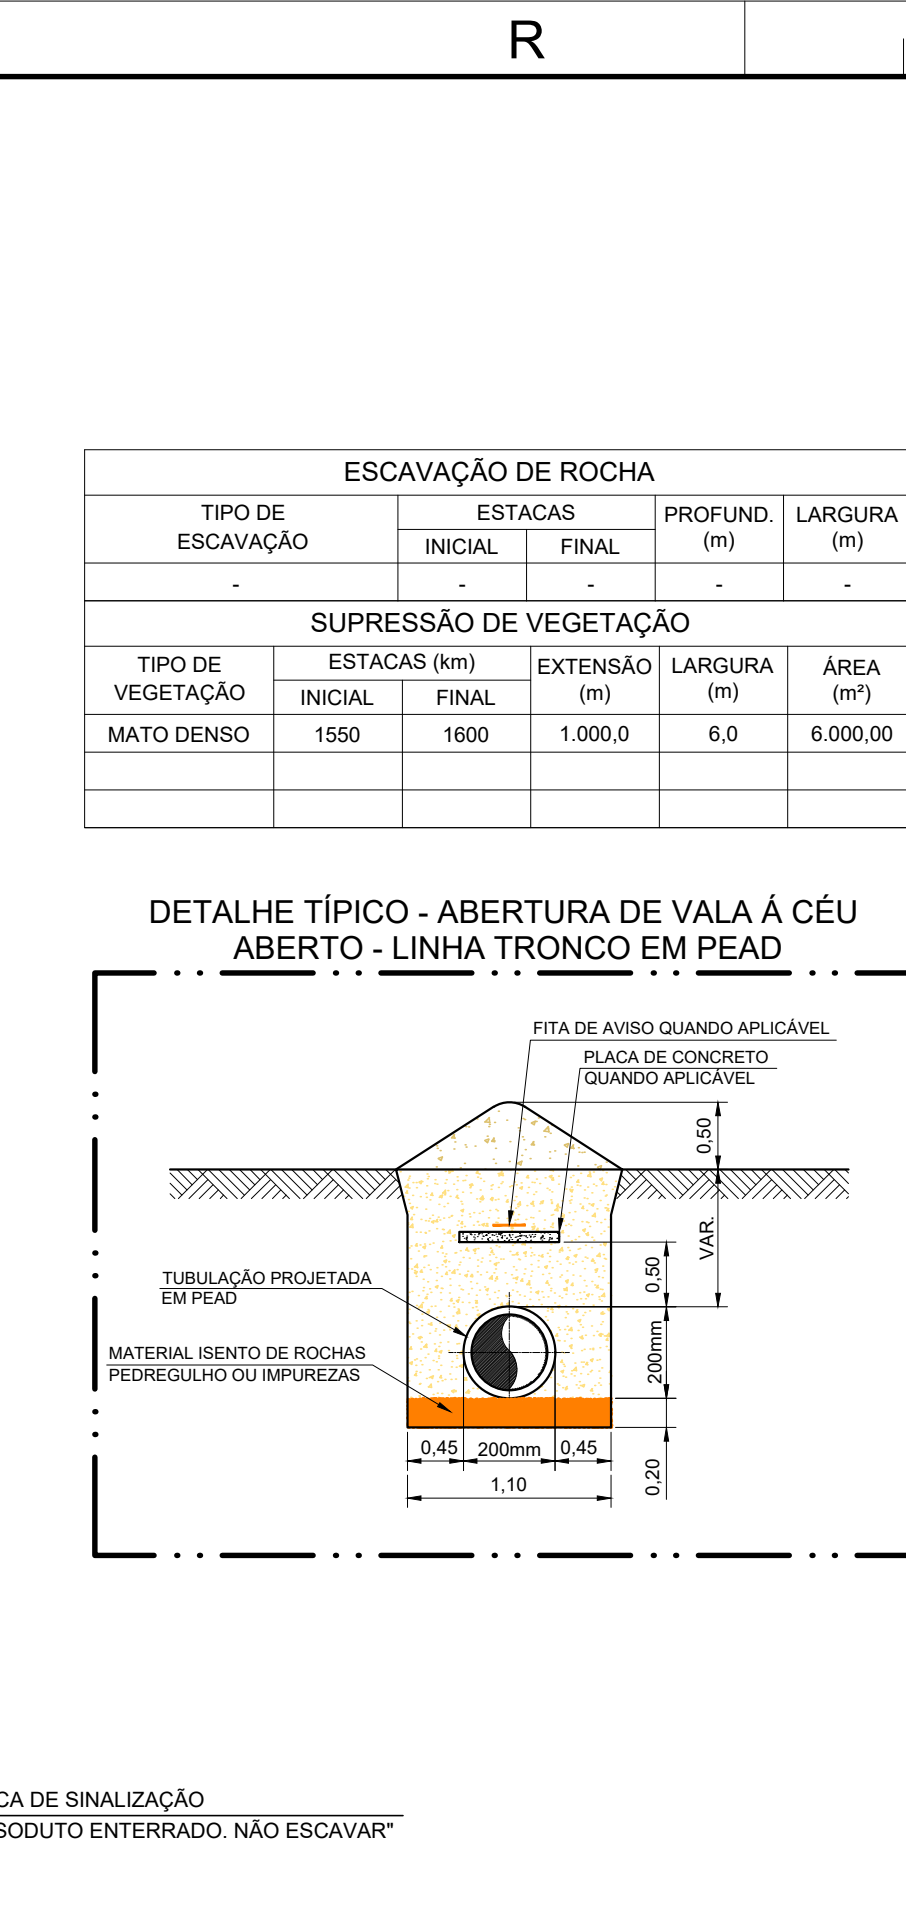 R
ESCAVAÇÃO DE ROCHA
TIPO DE
ESCAVAÇÃO
ESTACAS
INICIAL
FINAL
PROFUND.
(m)
LARGURA
(m)
-
-
-
-
-
SUPRESSÃO DE VEGETAÇÃO
TIPO DE
VEGETAÇÃO
ESTACAS (km)
INICIAL
FINAL
EXTENSÃO
(m)
LARGURA
(m)
ÁREA
(m²)
MATO DENSO
1550
1600
1.000,0
6,0
6.000,00
DETALHE TÍPICO - ABERTURA DE VALA Á CÉU
ABERTO - LINHA TRONCO EM PEAD
FITA DE AVISO QUANDO APLICÁVEL
PLACA DE CONCRETO
QUANDO APLICÁVEL
0,50
VAR.
0,50
TUBULAÇÃO PROJETADA
EM PEAD
200mm
MATERIAL ISENTO DE ROCHAS
PEDREGULHO OU IMPUREZAS
0,45
200mm
0,45
0,20
1,10
CA DE SINALIZAÇÃO
SODUTO ENTERRADO. NÃO ESCAVAR"